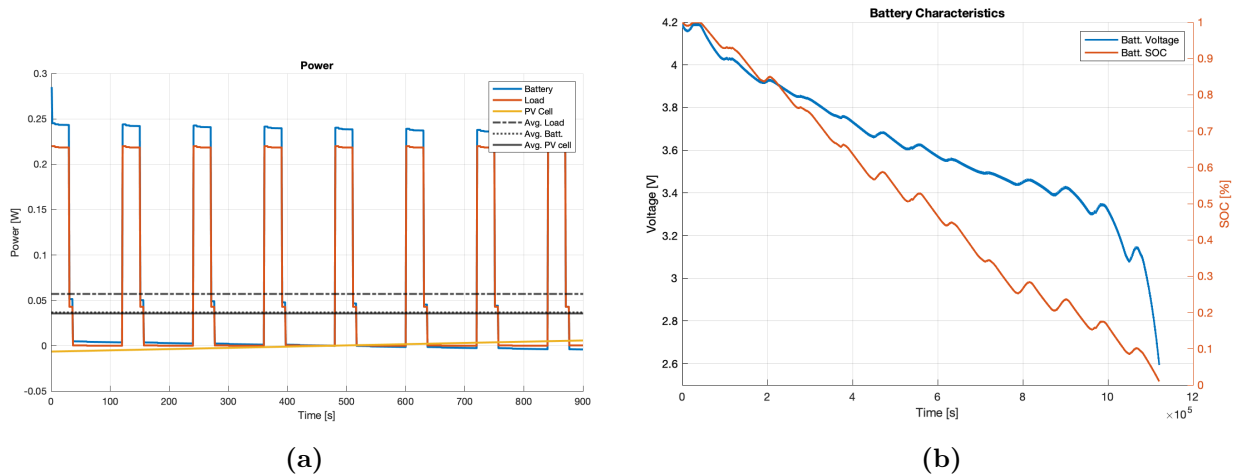 Power
Power [W]
0.3
0.25
0.2
0.15
0.1
0.05
0
-0.05
0 100 200 300 400 500 600 700 800 900
Time [s]
Battery
Load
PV Cell
Avg. Load
Avg. Batt.
Avg. PV cell
(a)
Battery Characteristics
Voltage [V]
4.2
4
3.8
3.6
3.4
3.2
3
2.8
2.6
Batt. Voltage
Batt. SOC
1
0.9
0.8
0.7
0.6
0.5
0.4
0.3
0.2
0.1
0
SOC [%]
0 2 4 6 8 10 12
Time [s]
×10⁵
(b)